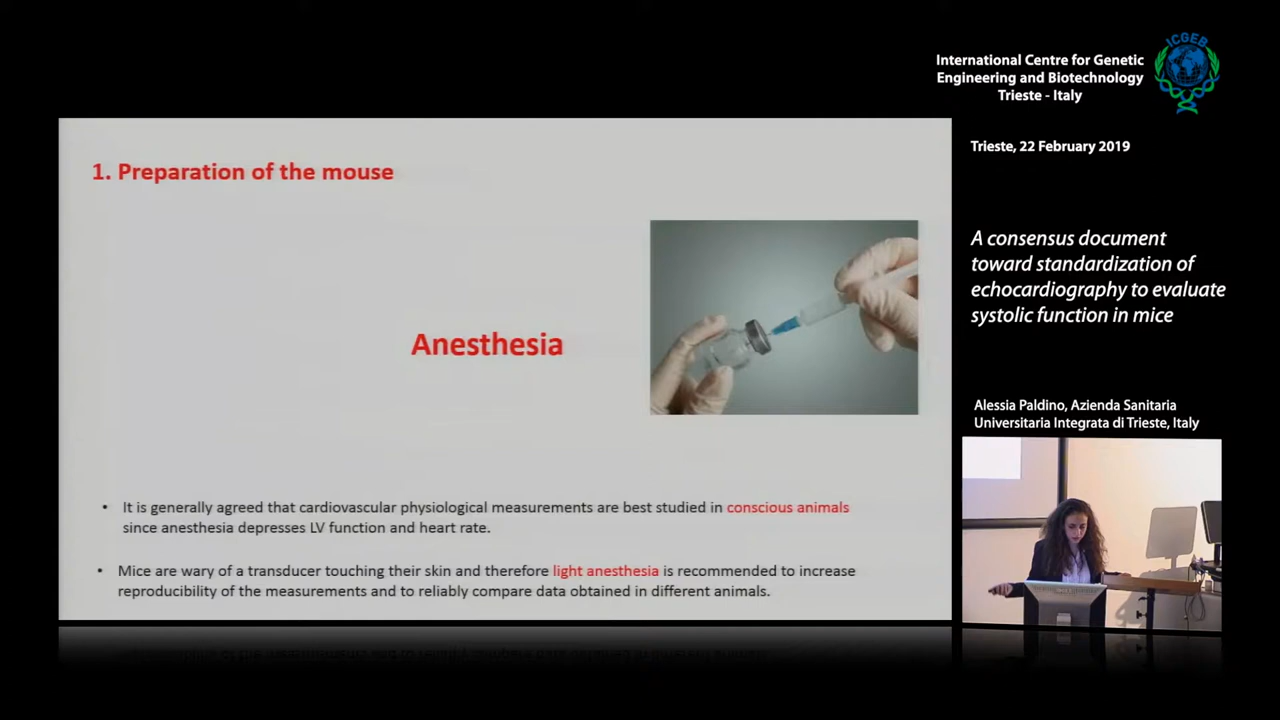 ICGEB
International Centre for Genetic
Engineering and Biotechnology
Trieste - Italy
Trieste, 22 February 2019
1. Preparation of the mouse
Anesthesia
• It is generally agreed that cardiovascular physiological measurements are best studied in conscious animals
since anesthesia depresses LV function and heart rate.
• Mice are wary of a transducer touching their skin and therefore light anesthesia is recommended to increase
reproducibility of the measurements and to reliably compare data obtained in different animals.
A consensus document
toward standardization of
echocardiography to evaluate
systolic function in mice
Alessia Paldino, Azienda Sanitaria
Universitaria Integrata di Trieste, Italy